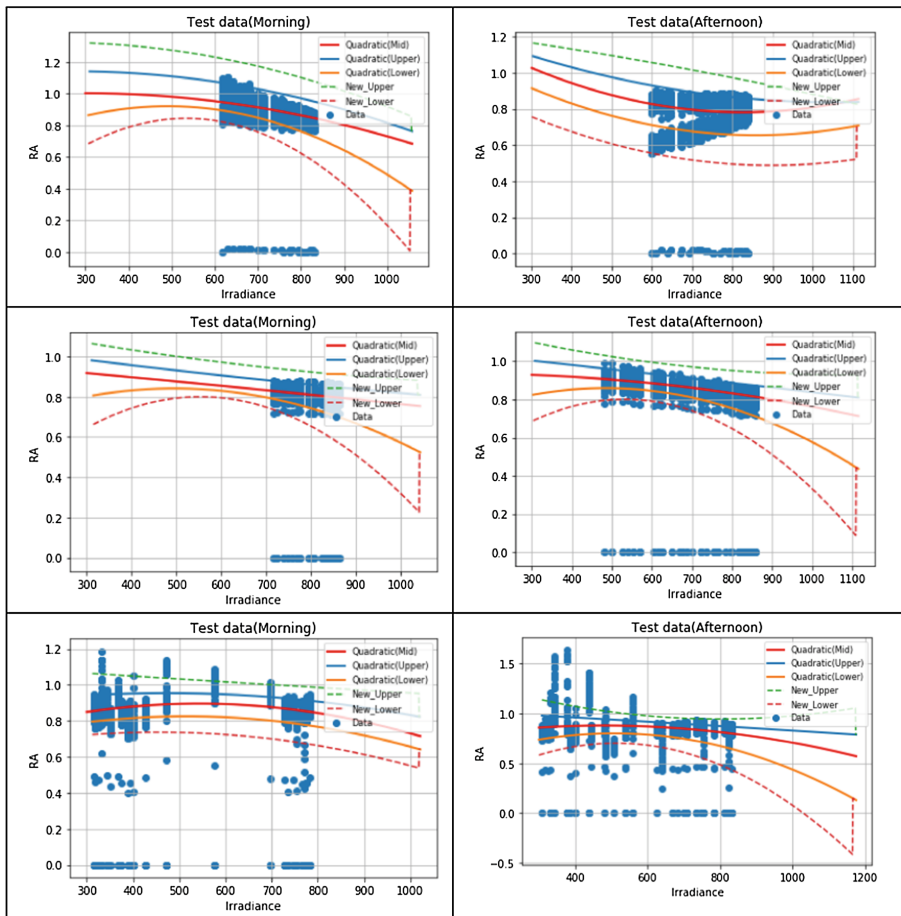 Test data(Morning)
1.2
1.0
0.8
0.6
0.4
0.2
0.0
RA
300 400 500 600 700 800 900 1000
Irradiance
Quadratic(Mid)
Quadratic(Upper)
Quadratic(Lower)
New_Upper
New_Lower
Data
Test data(Afternoon)
1.2
1.0
0.8
0.6
0.4
0.2
0.0
RA
300 400 500 600 700 800 900 1000 1100
Irradiance
Quadratic(Mid)
Quadratic(Upper)
Quadratic(Lower)
New_Upper
New_Lower
Data
Test data(Morning)
1.0
0.8
0.6
0.4
0.2
0.0
RA
300 400 500 600 700 800 900 1000
Irradiance
Quadratic(Mid)
Quadratic(Upper)
Quadratic(Lower)
New_Upper
New_Lower
Data
Test data(Afternoon)
1.0
0.8
0.6
0.4
0.2
0.0
RA
300 400 500 600 700 800 900 1000 1100
Irradiance
Quadratic(Mid)
Quadratic(Upper)
Quadratic(Lower)
New_Upper
New_Lower
Data
Test data(Morning)
1.2
1.0
0.8
0.6
0.4
0.2
0.0
RA
300 400 500 600 700 800 900 1000
Irradiance
Quadratic(Mid)
Quadratic(Upper)
Quadratic(Lower)
New_Upper
New_Lower
Data
Test data(Afternoon)
1.5
1.0
0.5
0.0
−0.5
RA
400 600 800 1000 1200
Irradiance
Quadratic(Mid)
Quadratic(Upper)
Quadratic(Lower)
New_Upper
New_Lower
Data